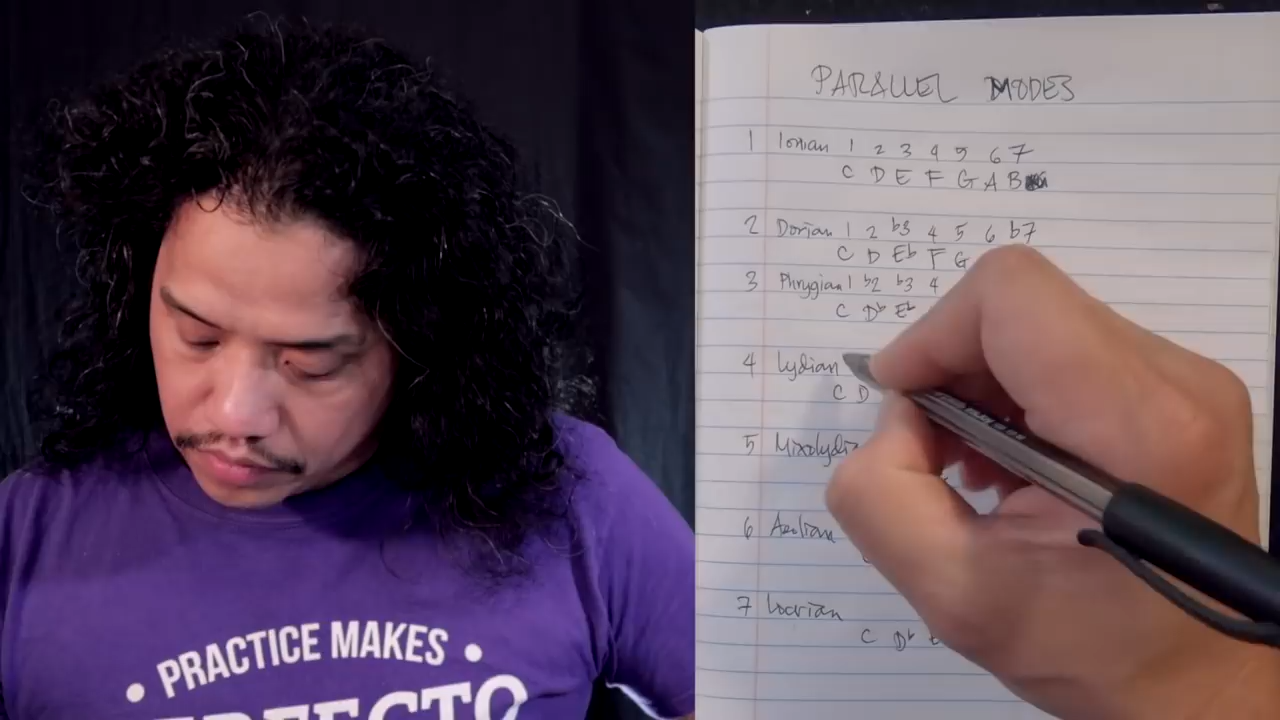 PARALLEL MODES
1 Ionian 1 2 3 4 5 6 7
C D E F G A B
2 Dorian 1 2 b3 4 5 6 b7
C D Eb F G
3 Phrygian 1 b2 b3 4
C Db Eb
4 Lydian
C D
5 Mixolydia
6 Aeolian
7 Locrian
C Db
• PRACTICE MAKES •